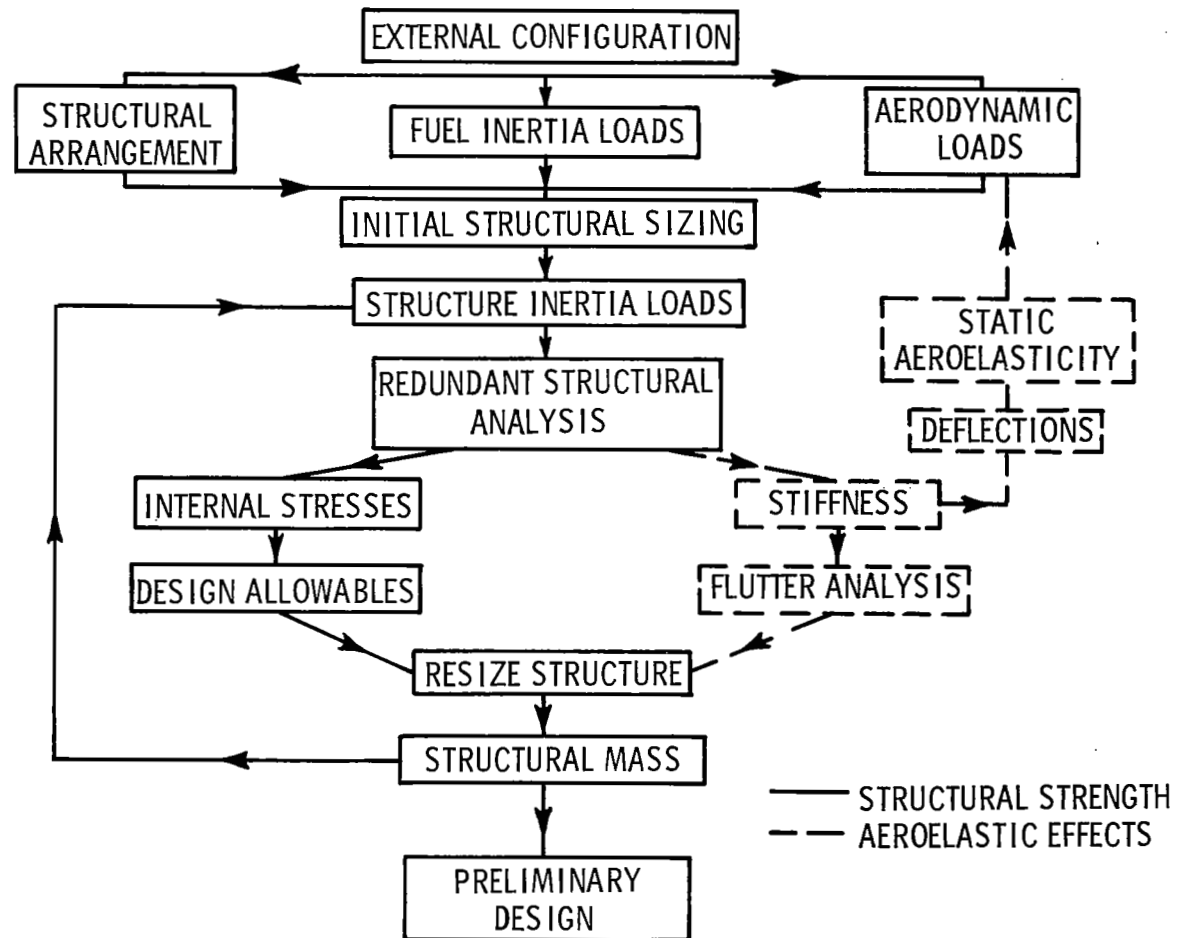 EXTERNAL CONFIGURATION
STRUCTURAL
ARRANGEMENT
FUEL INERTIA LOADS
AERODYNAMIC
LOADS
INITIAL STRUCTURAL SIZING
STRUCTURE INERTIA LOADS
STATIC
AEROELASTICITY
REDUNDANT STRUCTURAL
ANALYSIS
DEFLECTIONS
INTERNAL STRESSES
STIFFNESS
DESIGN ALLOWABLES
FLUTTER ANALYSIS
RESIZE STRUCTURE
STRUCTURAL MASS
STRUCTURAL STRENGTH
AEROELASTIC EFFECTS
PRELIMINARY
DESIGN